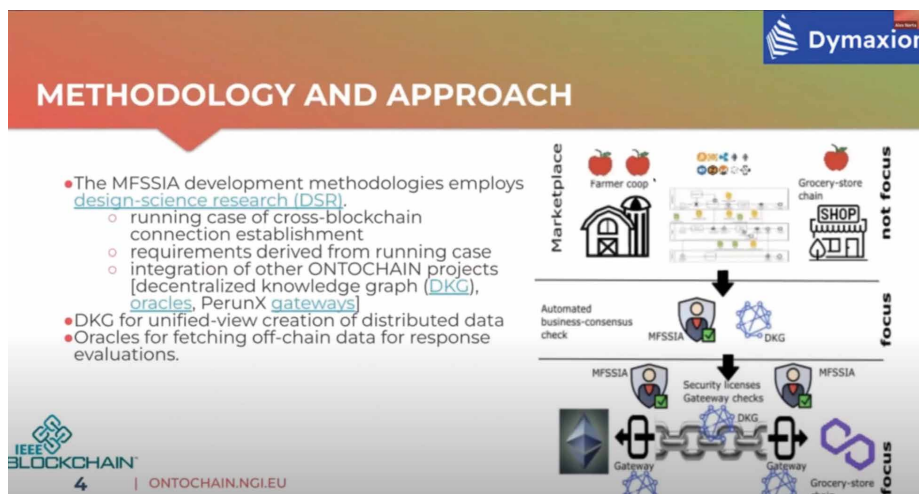 Dymaxion
METHODOLOGY AND APPROACH
●The MFSSIA development methodologies employs
design-science research (DSR).
○ running case of cross-blockchain
connection establishment
○ requirements derived from running case
○ integration of other ONTOCHAIN projects
[decentralized knowledge graph (DKG),
oracles, PerunX gateways]
●DKG for unified-view creation of distributed data
●Oracles for fetching off-chain data for response
evaluations.
Marketplace
Farmer coop
Grocery-store
chain
SHOP
not focus
Automated
business-consensus
check
MFSSIA
DKG
focus
MFSSIA
Security licenses
Gateeway checks
MFSSIA
DKG
Gateway
Gateway
Grocery-store
focus
IEEE
BLOCKCHAIN™
4 | ONTOCHAIN.NGI.EU